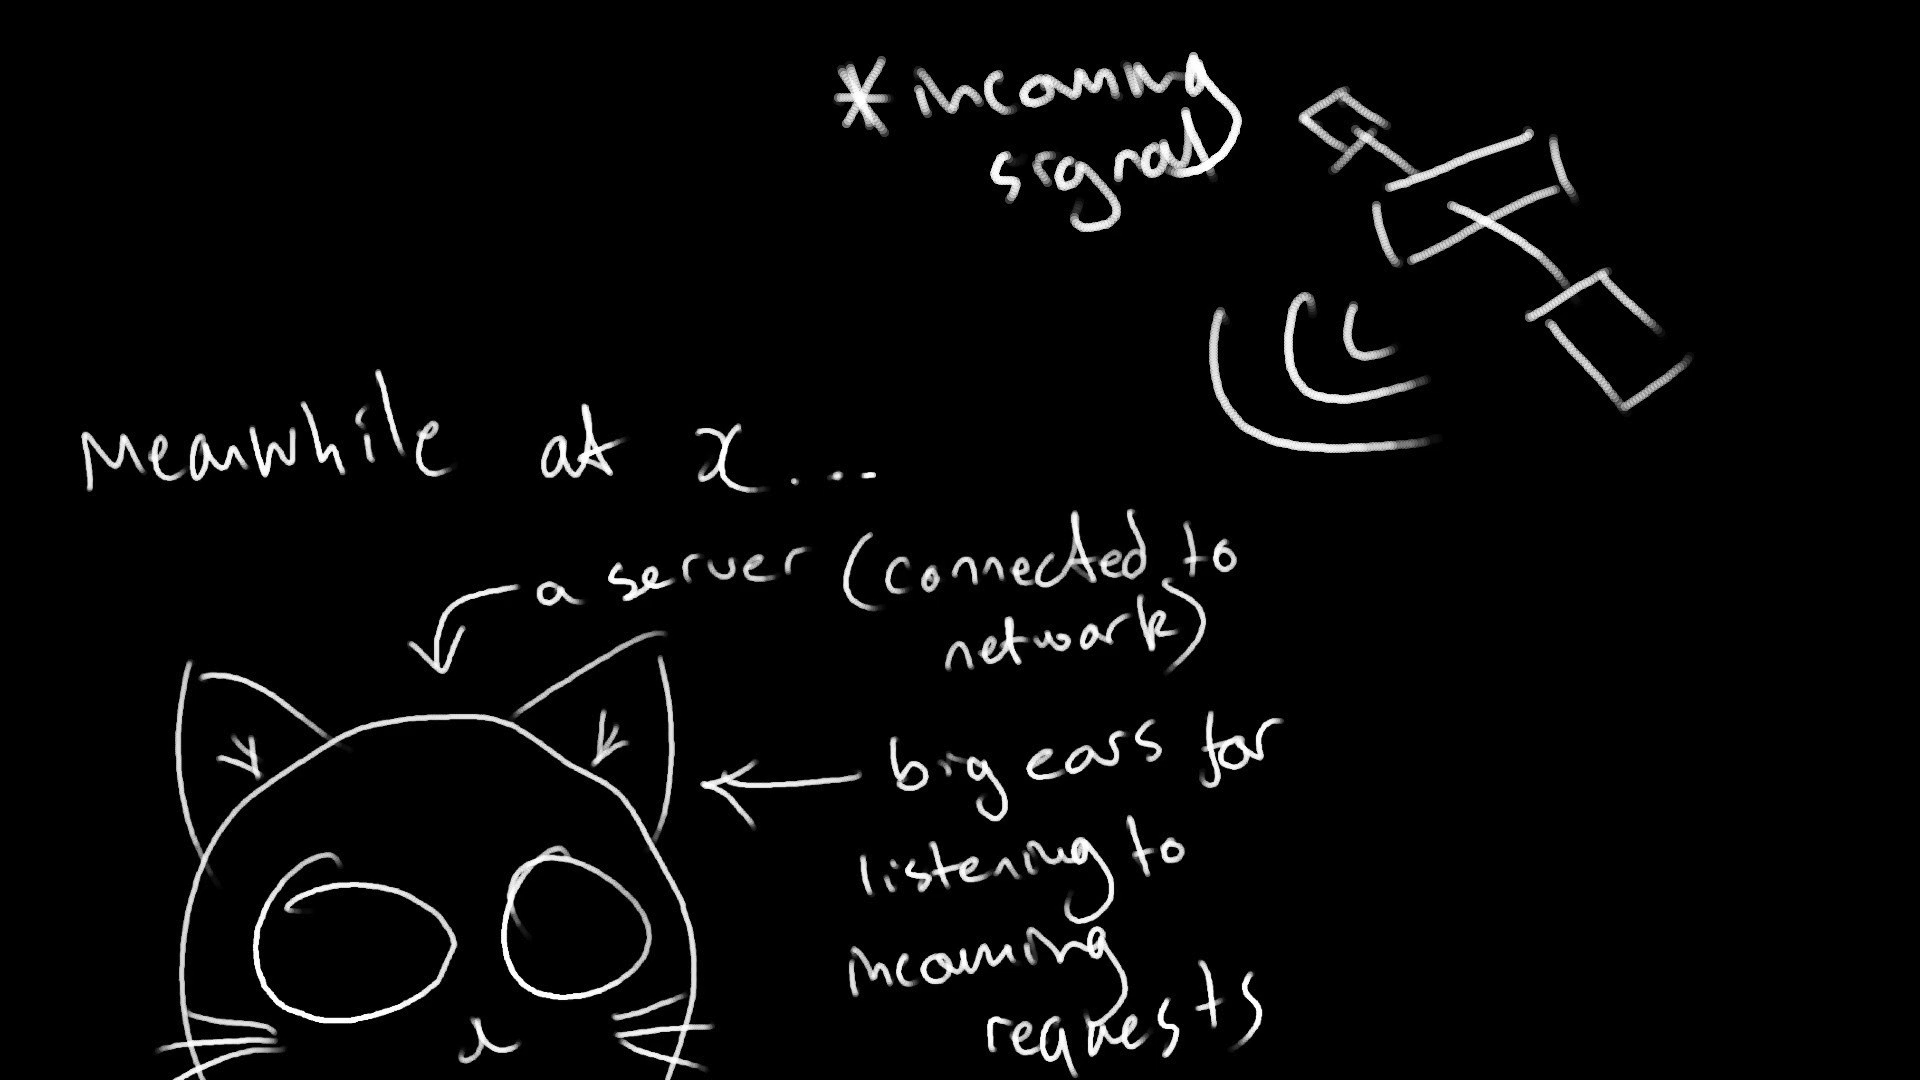 * incoming
signal
Meanwhile at x...
a server (connected to
network)
big ears for
listening to
incoming
requests